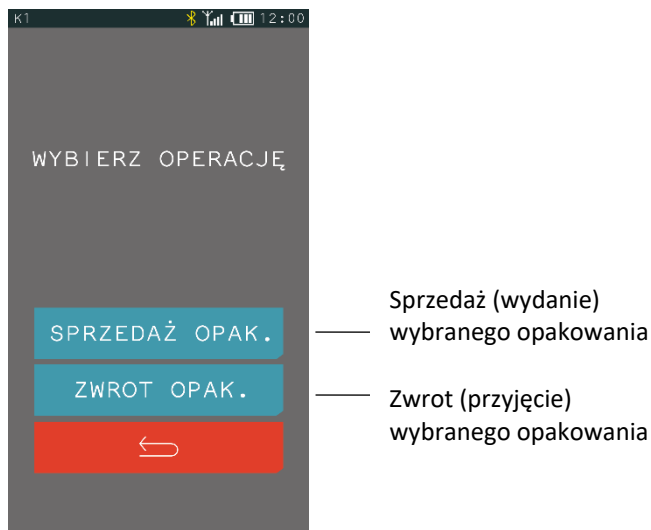 K1 12:00
WYBIERZ OPERACJĘ
SPRZEDAŻ OPAK.
Sprzedaż (wydanie)
wybranego opakowania
ZWROT OPAK.
Zwrot (przyjęcie)
wybranego opakowania